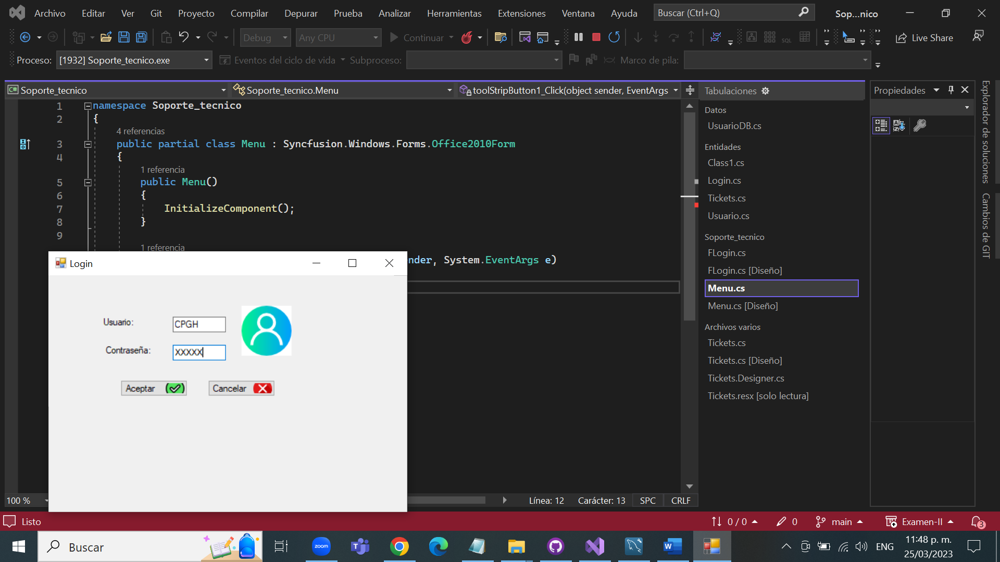 Archivo Editar Ver Git Proyecto Compilar Depurar Prueba Analizar Herramientas Extensiones Ventana Ayuda Buscar (Ctrl+Q) Sop...nico
Debug Any CPU Continuar SQL Live Share
Proceso: [1932] Soporte_tecnico.exe Eventos del ciclo de vida Subproceso: Marco de pila:
C# Soporte_tecnico Soporte_tecnico.Menu toolStripButton1_Click(object sender, EventArgs
1 namespace Soporte_tecnico
2 {
4 referencias
3 public partial class Menu : Syncfusion.Windows.Forms.Office2010Form
4 {
1 referencia
5 public Menu()
6 {
7 InitializeComponent();
8 }
9
1 referencia
nder, System.EventArgs e)
Login
Usuario: CPGH
Contraseña: XXXXX
Aceptar
Cancelar
Tabulaciones
Datos
UsuarioDB.cs
Entidades
Class1.cs
Login.cs
Tickets.cs
Usuario.cs
Soporte_tecnico
FLogin.cs
FLogin.cs [Diseño]
Menu.cs
Menu.cs [Diseño]
Archivos varios
Tickets.cs
Tickets.cs [Diseño]
Tickets.Designer.cs
Tickets.resx [solo lectura]
Propiedades
Explorador de soluciones
Cambios de GIT
100 % Línea: 12 Carácter: 13 SPC CRLF
Listo 0 / 0 0 main Examen-II 3
Buscar zoom ENG 11:48 p. m.
25/03/2023